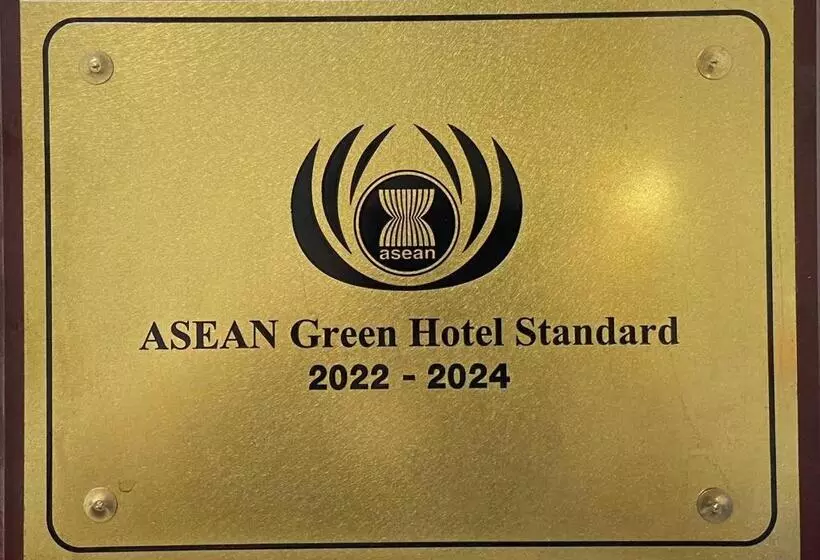 asean
ASEAN Green Hotel Standard
2022 - 2024